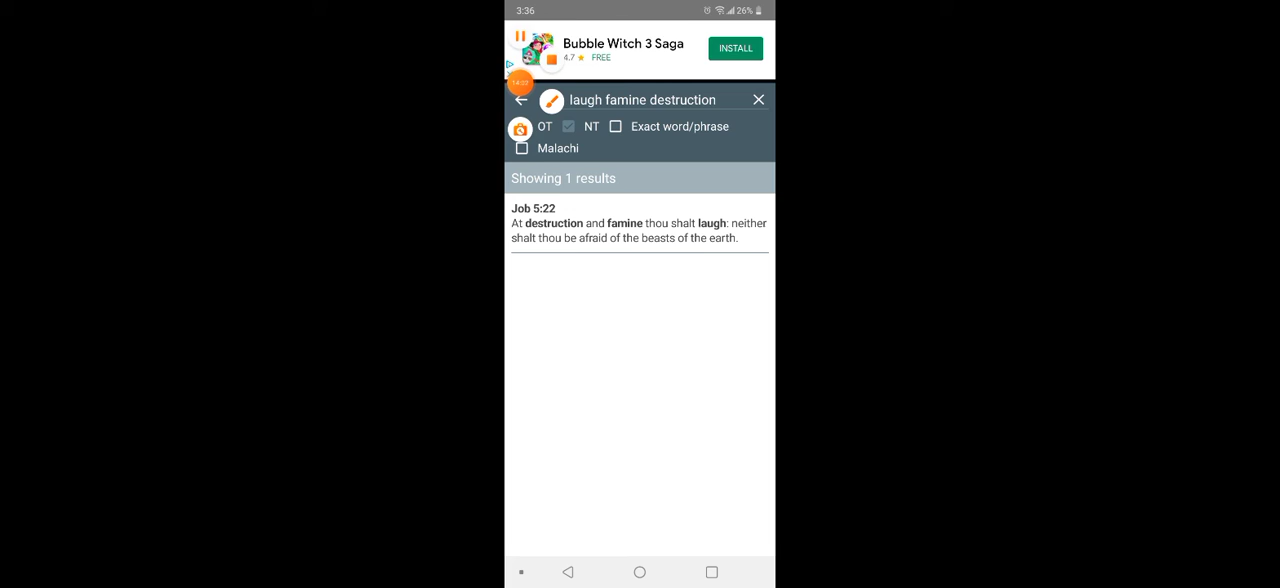 3:36
26%
Bubble Witch 3 Saga
4.7 ★ FREE
INSTALL
14:22
laugh famine destruction
OT NT Exact word/phrase
Malachi
Showing 1 results
Job 5:22
At destruction and famine thou shalt laugh: neither
shalt thou be afraid of the beasts of the earth.